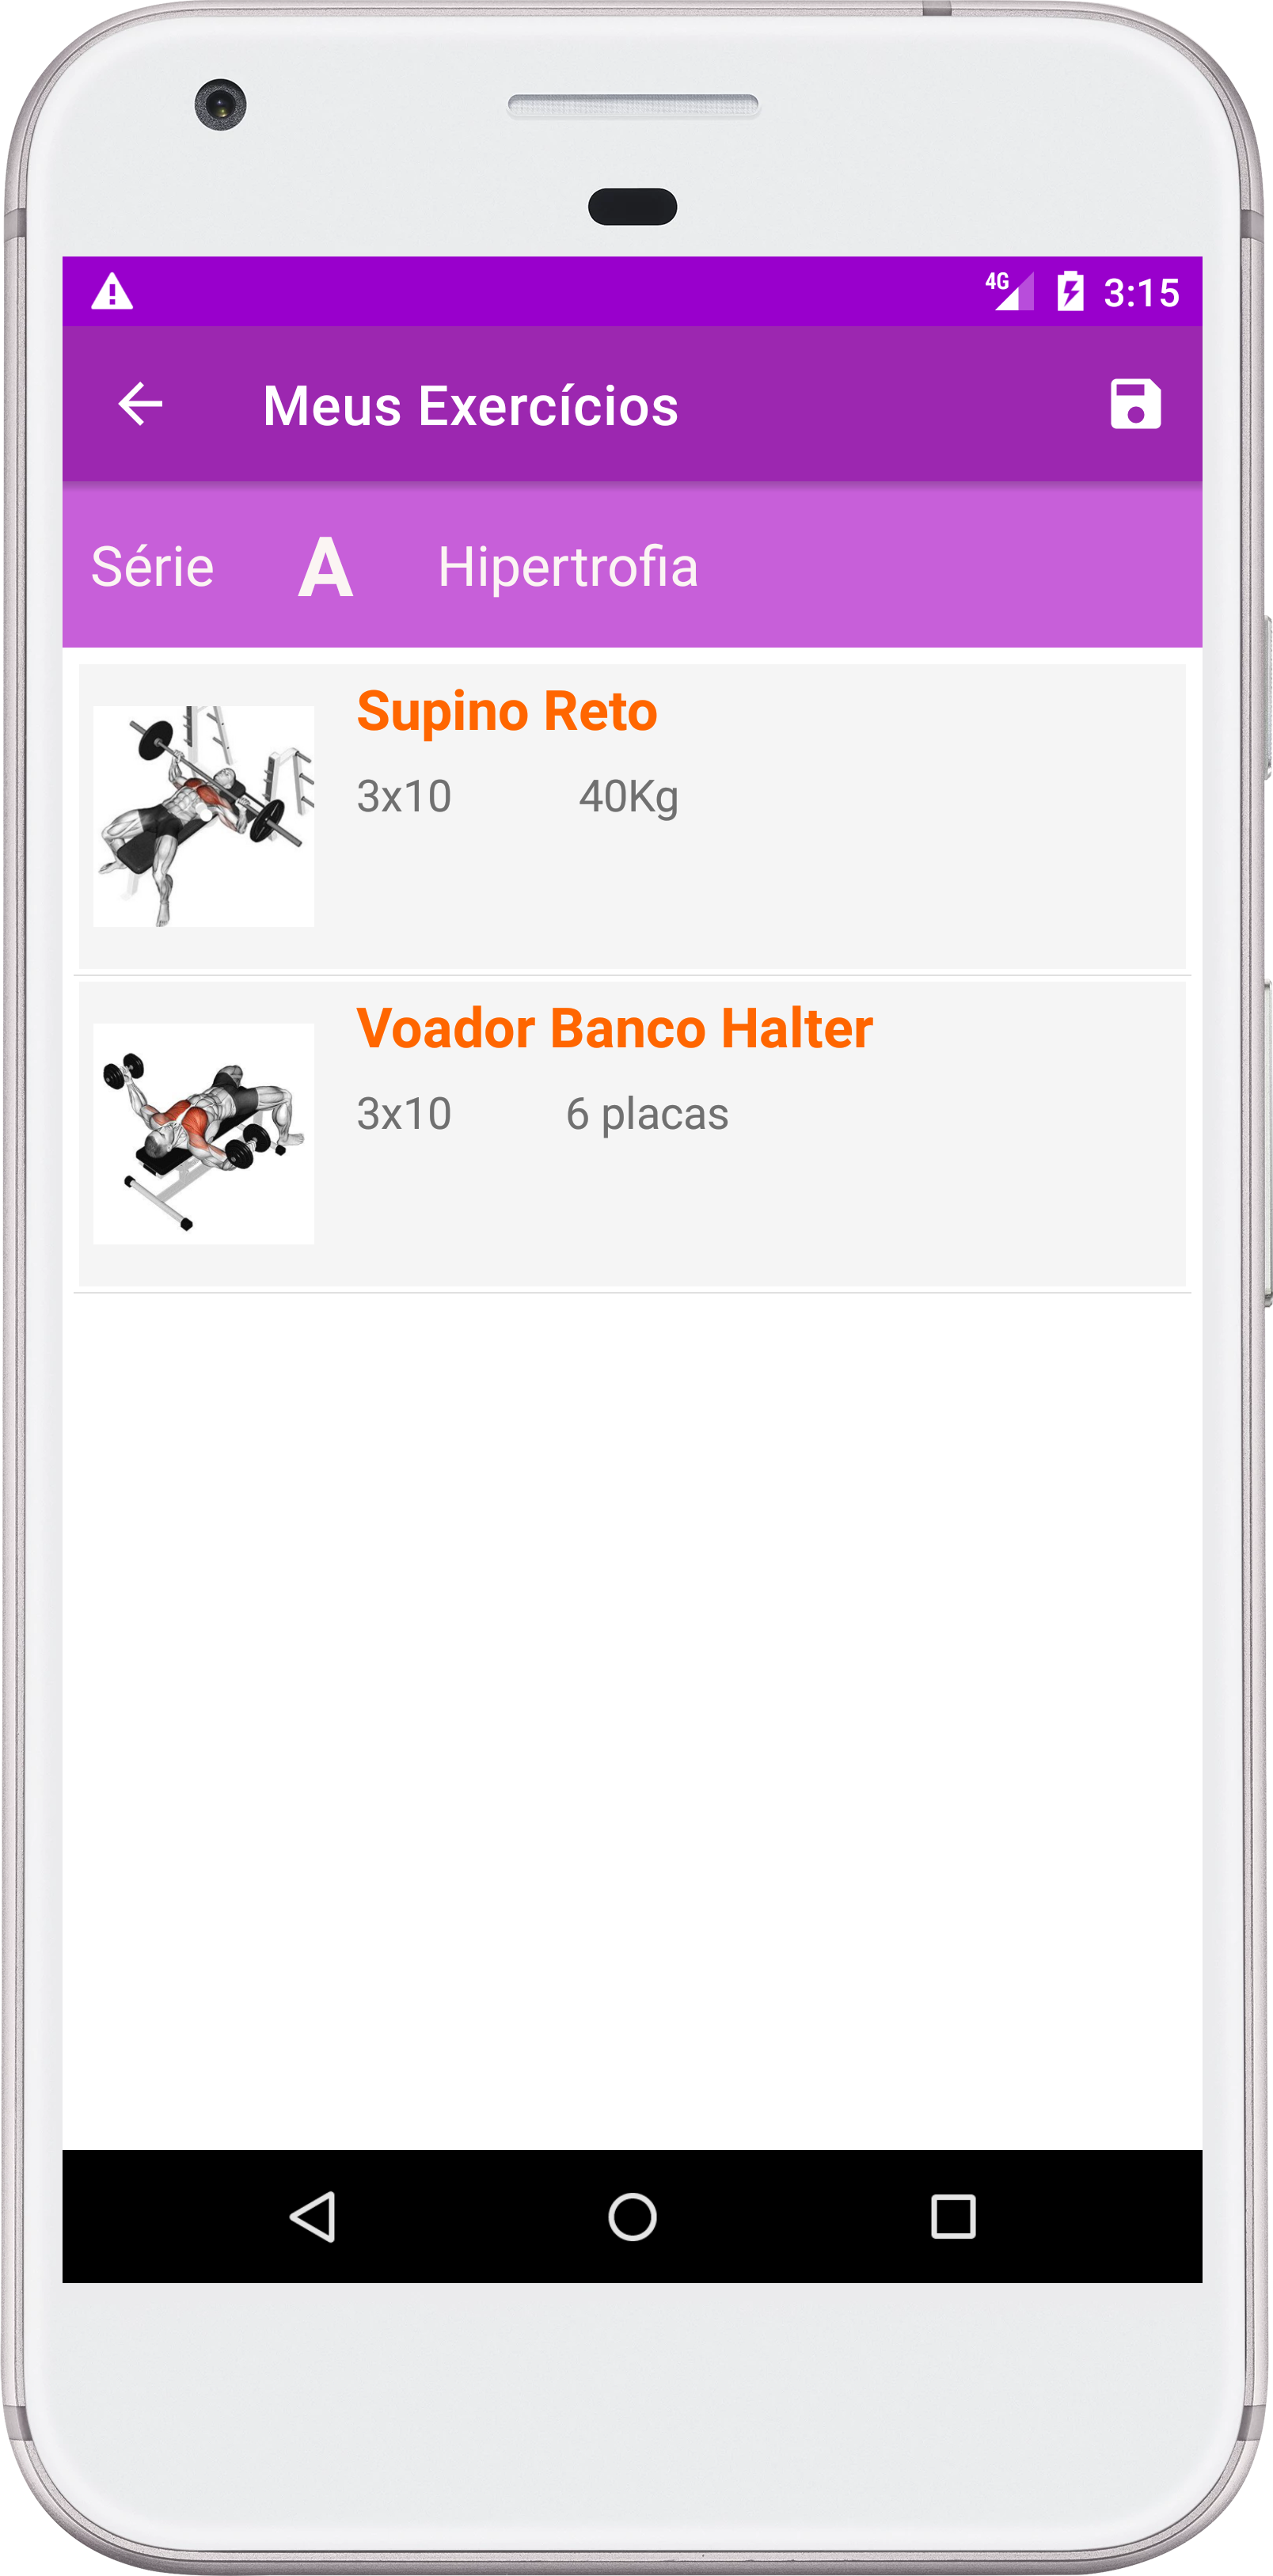 4G 3:15
Meus Exercícios
Série A Hipertrofia
Supino Reto
3x10 40Kg
Voador Banco Halter
3x10 6 placas